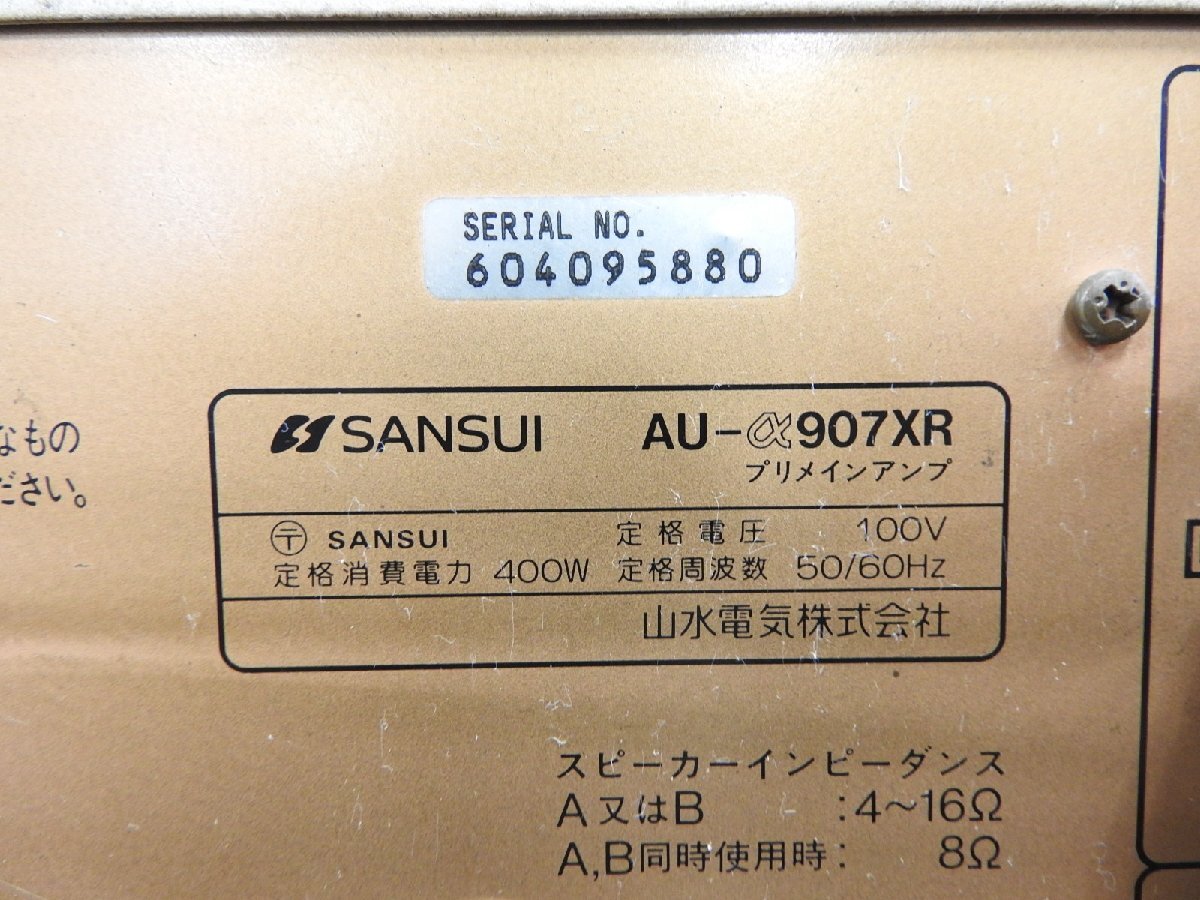 SERIAL NO.
604095880
SANSUI AU-α907XR
プリメインアンプ
〒 SANSUI 定格電圧 100V
定格消費電力 400W 定格周波数 50/60Hz
山水電気株式会社
なもの
ださい。
スピーカーインピーダンス
A又はB :4~16Ω
A,B同時使用時: 8Ω